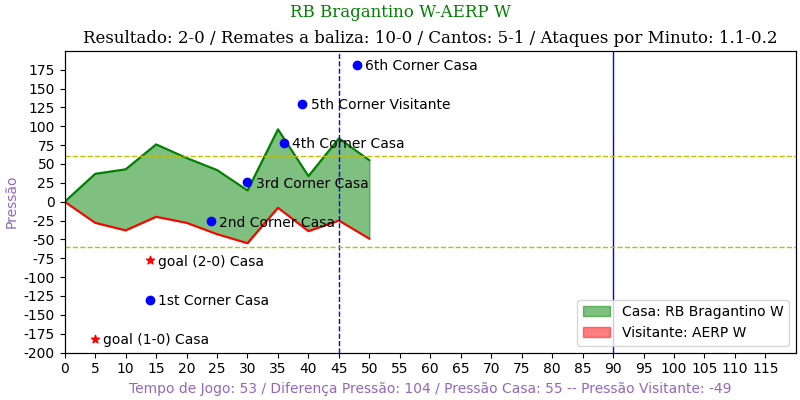 RB Bragantino W-AERP W
Resultado: 2-0 / Remates a baliza: 10-0 / Cantos: 5-1 / Ataques por Minuto: 1.1-0.2
Pressão
175
150
125
100
75
50
25
0
-25
-50
-75
-100
-125
-150
-175
-200
6th Corner Casa
5th Corner Visitante
4th Corner Casa
3rd Corner Casa
2nd Corner Casa
goal (2-0) Casa
1st Corner Casa
goal (1-0) Casa
Casa: RB Bragantino W
Visitante: AERP W
0 5 10 15 20 25 30 35 40 45 50 55 60 65 70 75 80 85 90 95 100 105 110 115
Tempo de Jogo: 53 / Diferença Pressão: 104 / Pressão Casa: 55 -- Pressão Visitante: -49